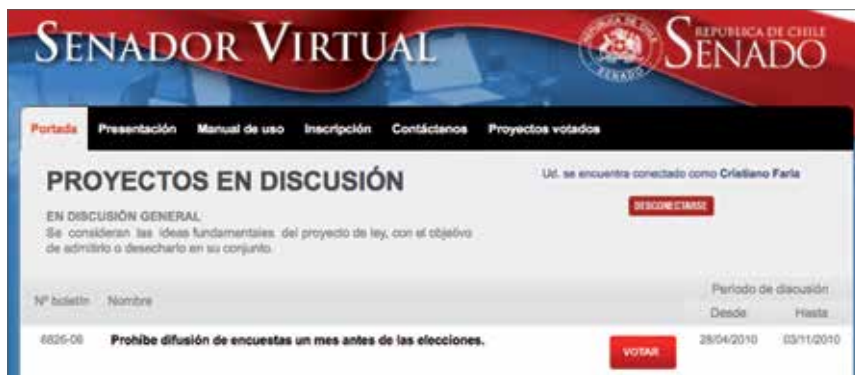 SENADOR VIRTUAL
REPUBLICA DE CHILE
SENADO
SENADO
Portada Presentación Manual de uso Inscripción Contáctenos Proyectos votados
PROYECTOS EN DISCUSIÓN
Ud. se encuentra conectado como Cristiano Faria
DESCONECTARSE
EN DISCUSIÓN GENERAL
Se consideran las ideas fundamentales del proyecto de ley, con el objetivo
de admitirlo o desecharlo en su conjunto.
Periodo de discusión
Nº boletín Nombre Desde Hasta
6826-06 Prohíbe difusión de encuestas un mes antes de las elecciones. VOTAR 28/04/2010 03/11/2010